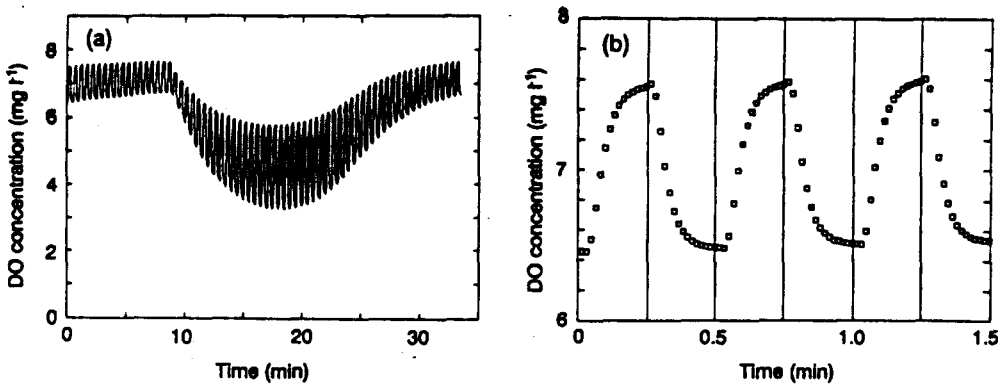 (a)
DO concentration (mg l⁻¹)
8
6
4
2
0
0 10 20 30
Time (min)
(b)
DO concentration (mg l⁻¹)
8
7
6
0 0.5 1.0 1.5
Time (min)